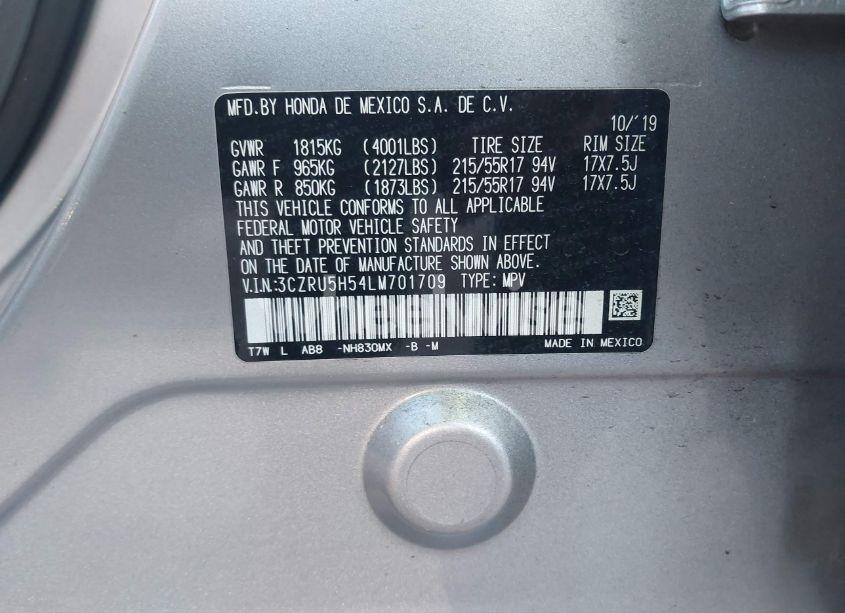 MFD.BY HONDA DE MEXICO S.A. DE C.V.
10/'19
GVWR 1815KG (4001LBS) TIRE SIZE RIM SIZE
GAWR F 965KG (2127LBS) 215/55R17 94V 17X7.5J
GAWR R 850KG (1873LBS) 215/55R17 94V 17X7.5J
THIS VEHICLE CONFORMS TO ALL APPLICABLE
FEDERAL MOTOR VEHICLE SAFETY
AND THEFT PREVENTION STANDARDS IN EFFECT
ON THE DATE OF MANUFACTURE SHOWN ABOVE.
V.I.N.:3CZRU5H54LM701709 TYPE: MPV
T7W L AB8 -NH830MX -B -M MADE IN MEXICO